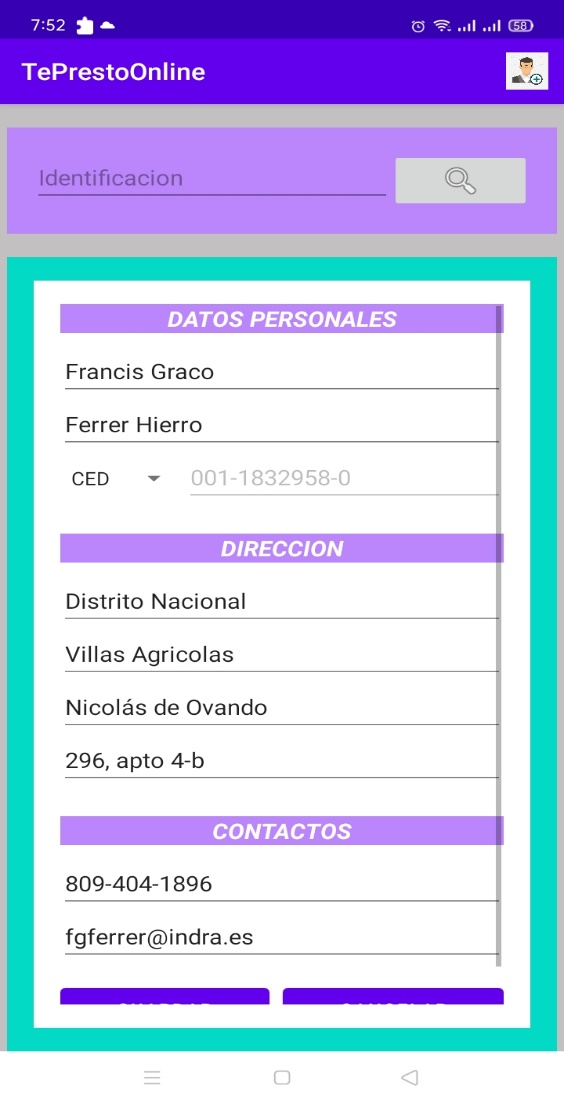 7:52
58
TePrestoOnline
Identificacion
DATOS PERSONALES
Francis Graco
Ferrer Hierro
CED 001-1832958-0
DIRECCION
Distrito Nacional
Villas Agricolas
Nicolás de Ovando
296, apto 4-b
CONTACTOS
809-404-1896
fgferrer@indra.es